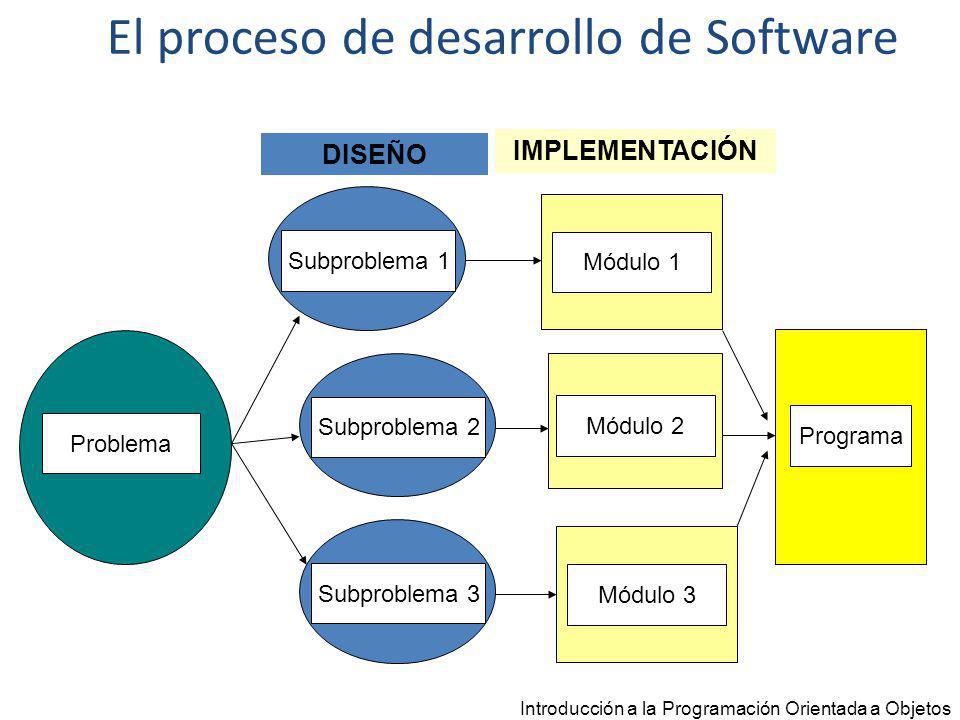 El proceso de desarrollo de Software
DISEÑO
IMPLEMENTACIÓN
Subproblema 1
Módulo 1
Problema
Subproblema 2
Módulo 2
Programa
Subproblema 3
Módulo 3
Introducción a la Programación Orientada a Objetos